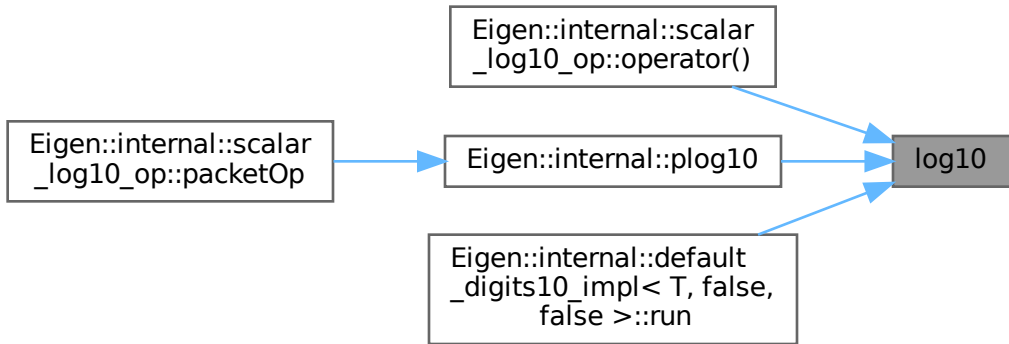 Eigen::internal::scalar
_log10_op::operator()
Eigen::internal::scalar
_log10_op::packetOp
Eigen::internal::plog10
log10
Eigen::internal::default
_digits10_impl< T, false,
false >::run